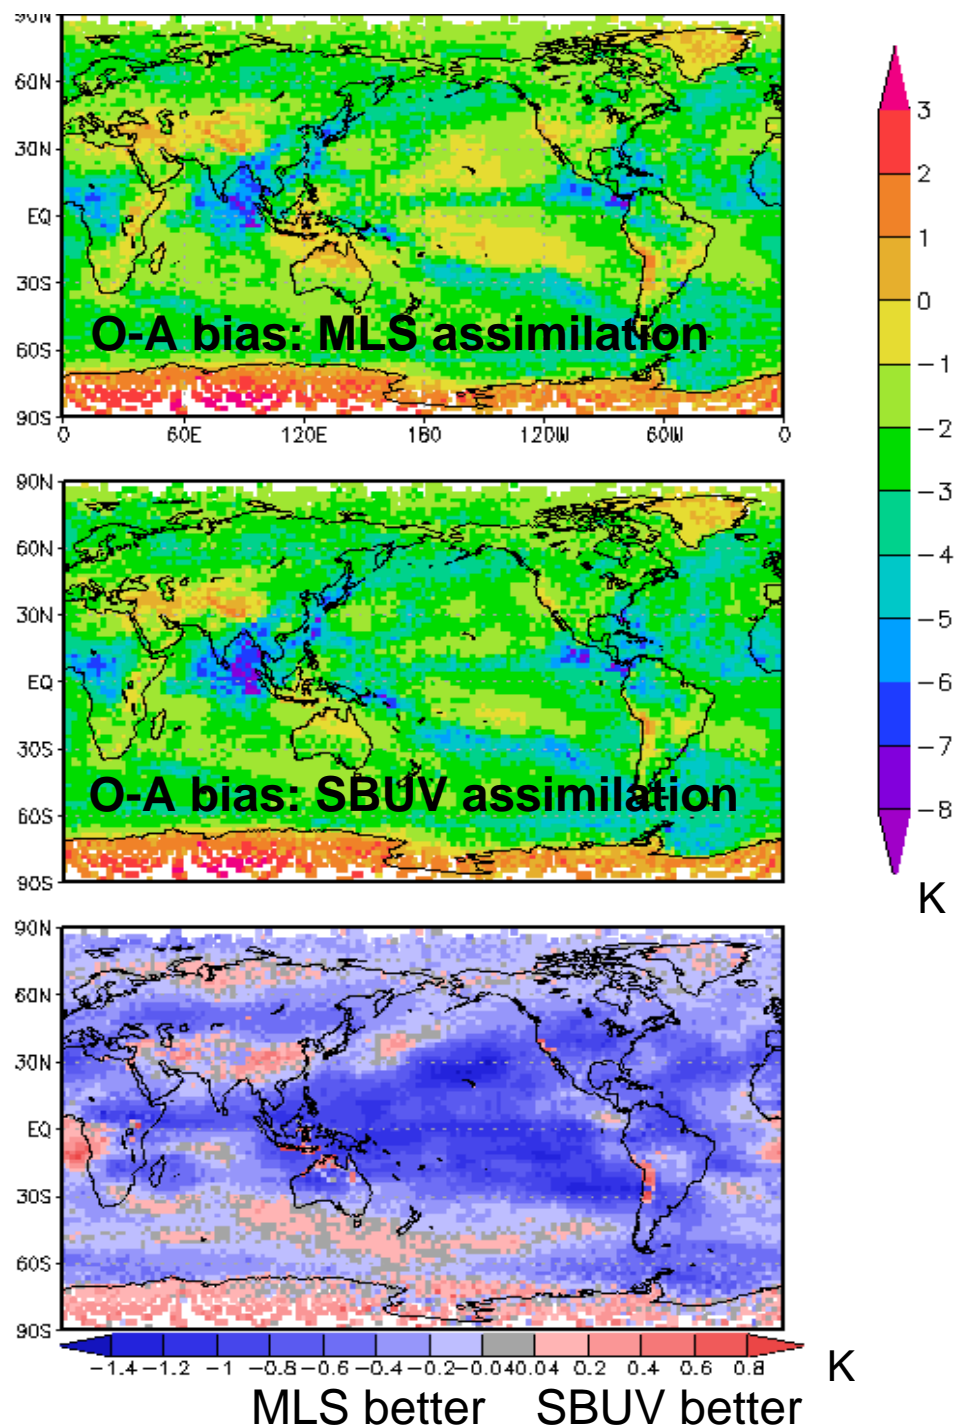 90N
60N
30N
EQ
30S
60S
90S
O-A bias: MLS assimilation
0 60E 120E 180 120W 60W 0
90N
60N
30N
EQ
30S
60S
90S
O-A bias: SBUV assimilation
3
2
1
0
-1
-2
-3
-4
-5
-6
-7
-8
K
90N
60N
30N
EQ
30S
60S
90S
-1.4 -1.2 -1 -0.8 -0.6 -0.4 -0.2 -0.04 0.04 0.2 0.4 0.6 0.8 K
MLS better SBUV better